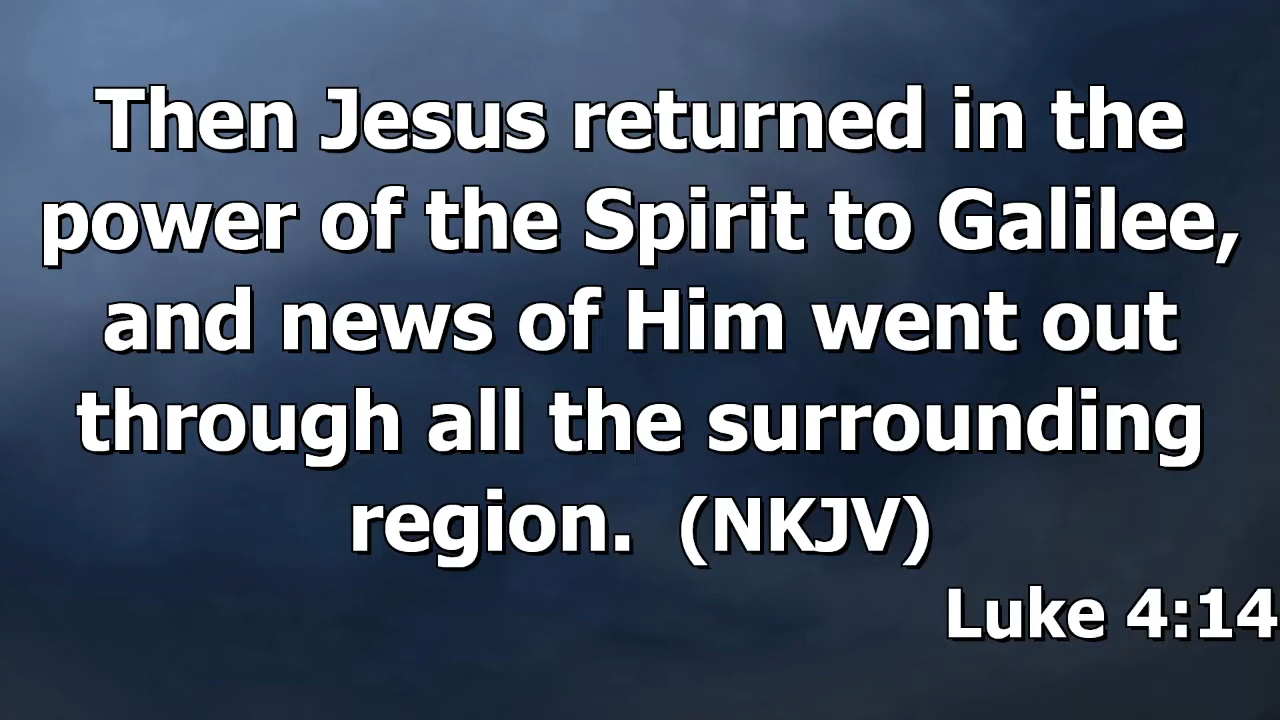 Then Jesus returned in the
power of the Spirit to Galilee,
and news of Him went out
through all the surrounding
region.  (NKJV)
Luke 4:14